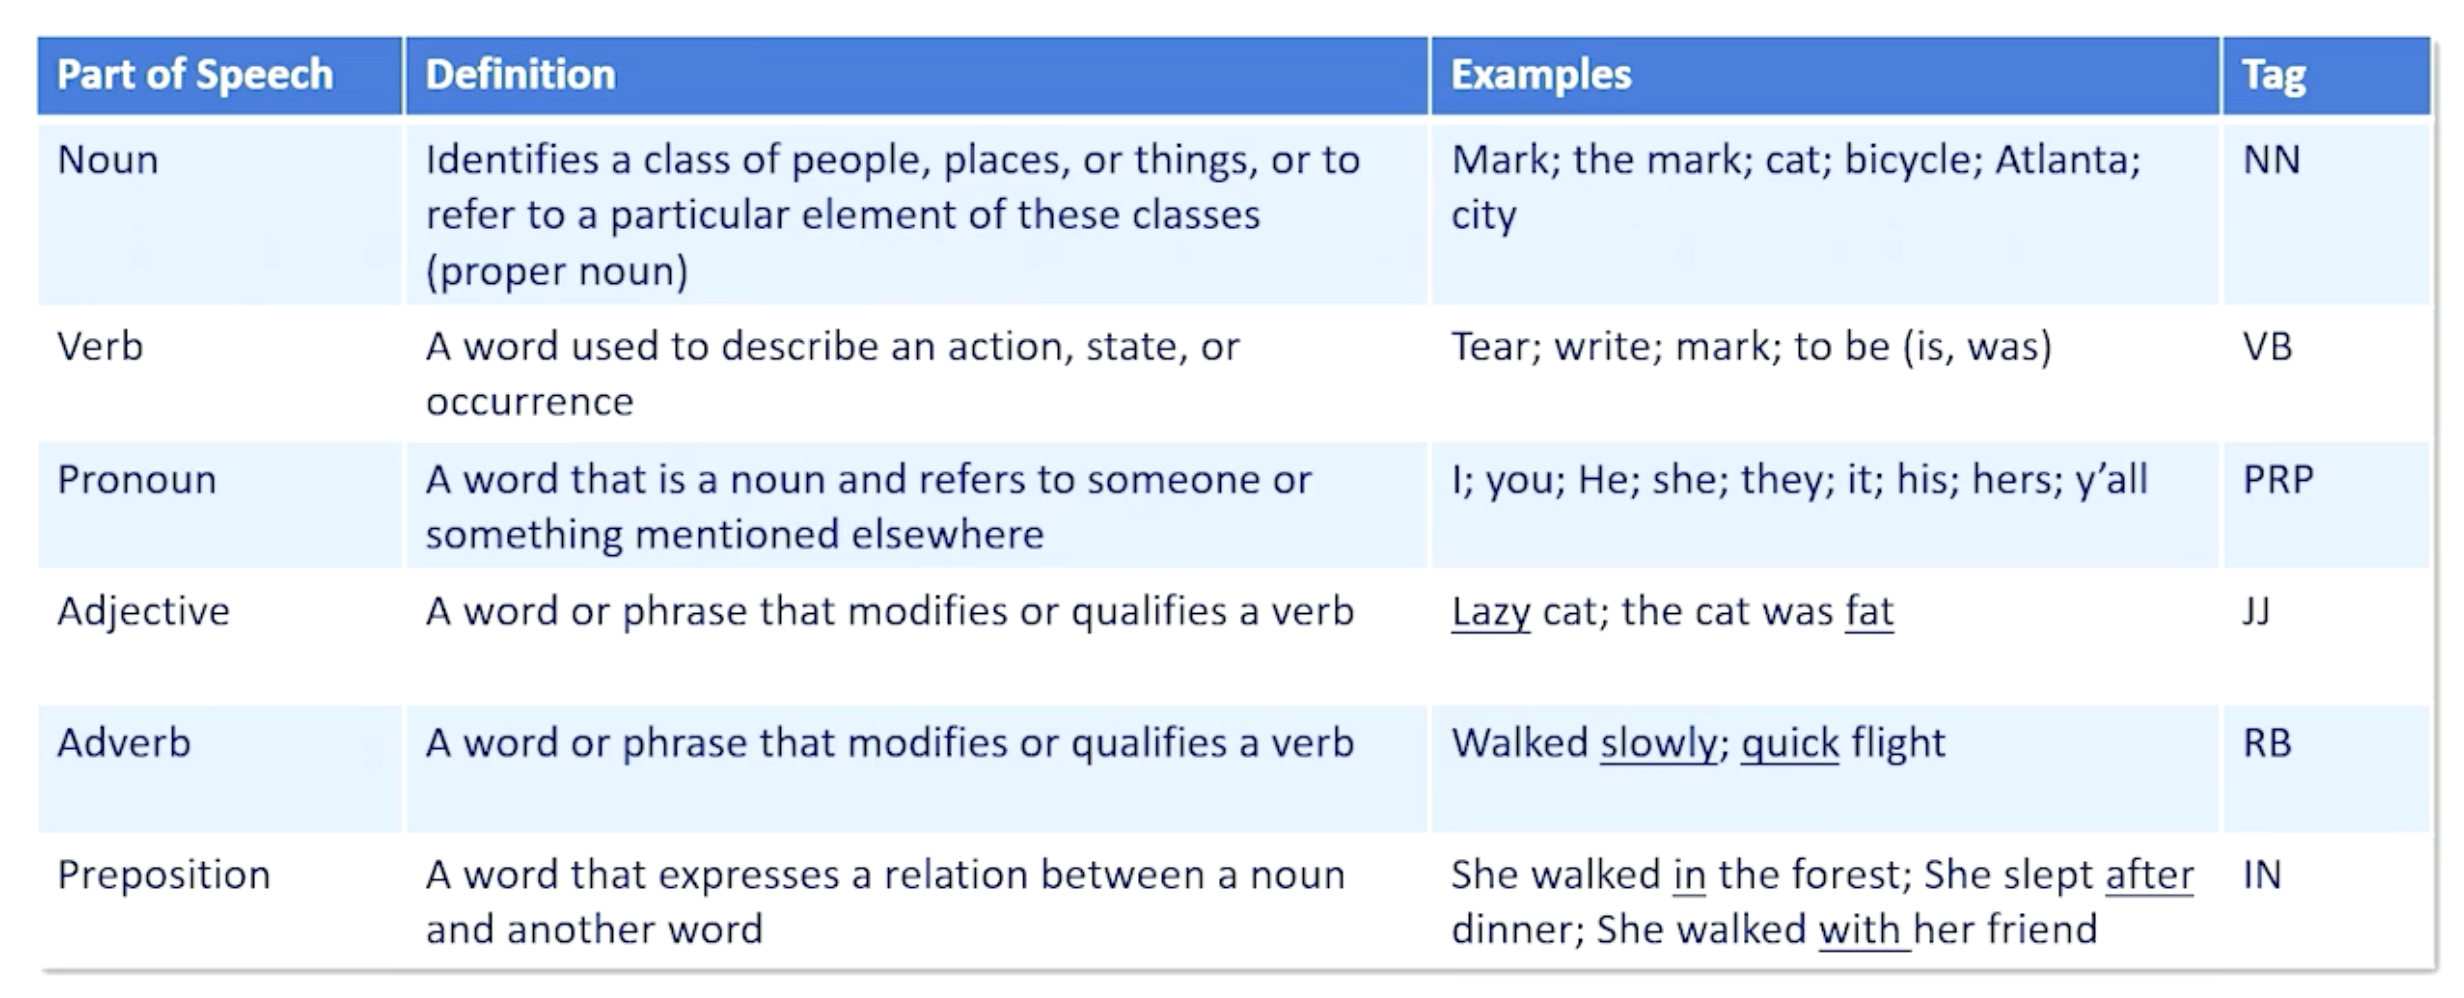 Part of Speech Definition Examples Tag
Noun Identifies a class of people, places, or things, or to Mark; the mark; cat; bicycle; Atlanta; NN
refer to a particular element of these classes city
(proper noun)
Verb A word used to describe an action, state, or Tear; write; mark; to be (is, was) VB
occurrence
Pronoun A word that is a noun and refers to someone or I; you; He; she; they; it; his; hers; y’all PRP
something mentioned elsewhere
Adjective A word or phrase that modifies or qualifies a verb Lazy cat; the cat was fat JJ
Adverb A word or phrase that modifies or qualifies a verb Walked slowly; quick flight RB
Preposition A word that expresses a relation between a noun She walked in the forest; She slept after IN
and another word dinner; She walked with her friend